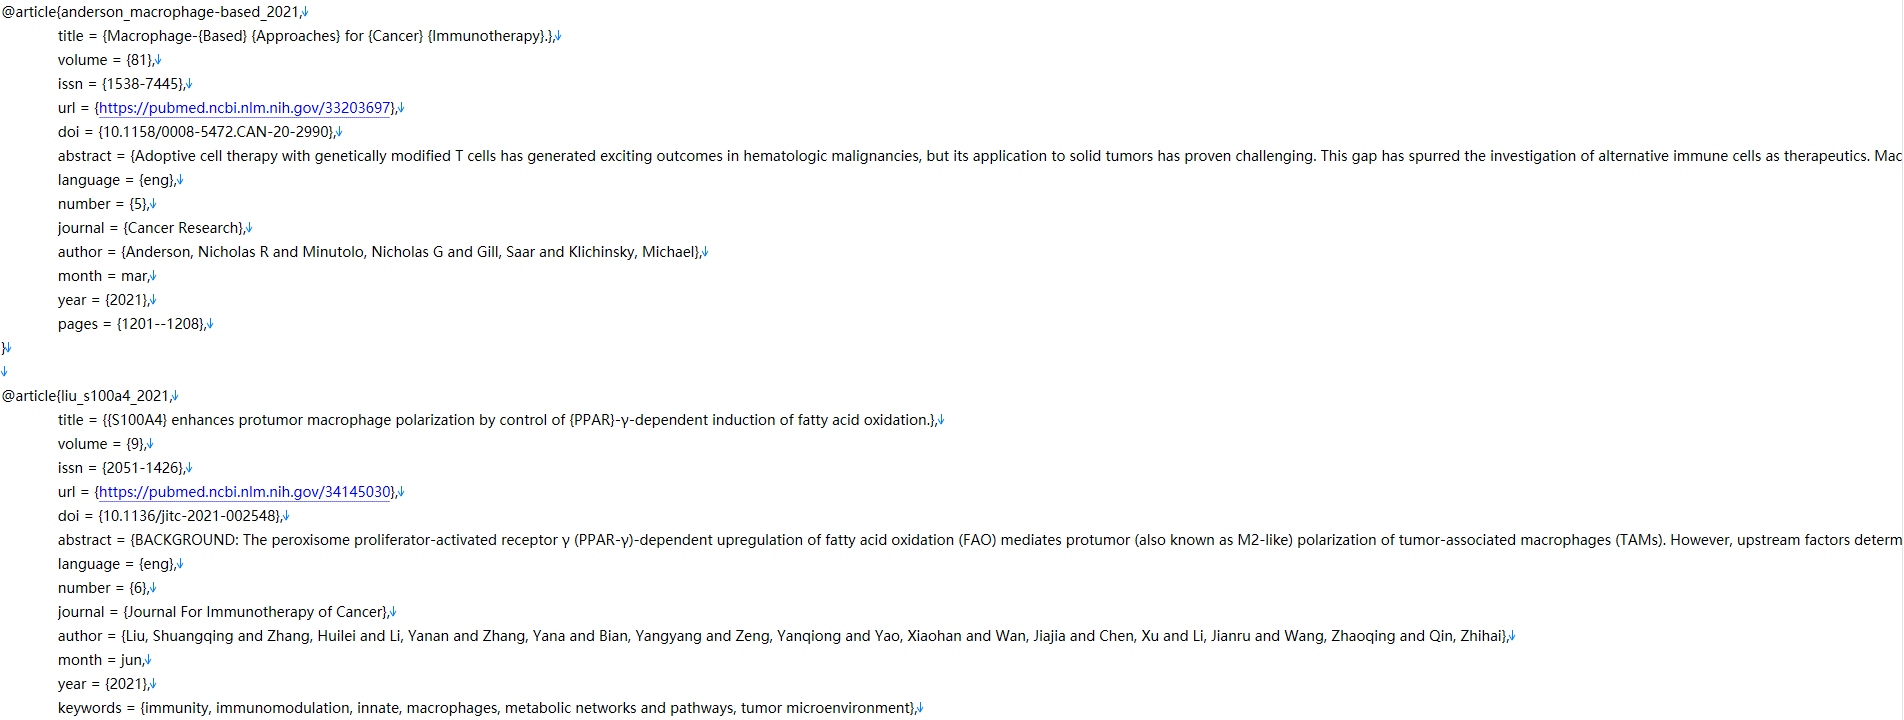 @article{anderson_macrophage-based_2021,↓
title = {Macrophage-{Based} {Approaches} for {Cancer} {Immunotherapy}.},↓
volume = {81},↓
issn = {1538-7445},↓
url = {https://pubmed.ncbi.nlm.nih.gov/33203697},↓
doi = {10.1158/0008-5472.CAN-20-2990},↓
abstract = {Adoptive cell therapy with genetically modified T cells has generated exciting outcomes in hematologic malignancies, but its application to solid tumors has proven challenging. This gap has spurred the investigation of alternative immune cells as therapeutics. Mac
language = {eng},↓
number = {5},↓
journal = {Cancer Research},↓
author = {Anderson, Nicholas R and Minutolo, Nicholas G and Gill, Saar and Klichinsky, Michael},↓
month = mar,↓
year = {2021},↓
pages = {1201--1208},↓
}↓
↓
@article{liu_s100a4_2021,↓
title = {{S100A4} enhances protumor macrophage polarization by control of {PPAR}-γ-dependent induction of fatty acid oxidation.},↓
volume = {9},↓
issn = {2051-1426},↓
url = {https://pubmed.ncbi.nlm.nih.gov/34145030},↓
doi = {10.1136/jitc-2021-002548},↓
abstract = {BACKGROUND: The peroxisome proliferator-activated receptor γ (PPAR-γ)-dependent upregulation of fatty acid oxidation (FAO) mediates protumor (also known as M2-like) polarization of tumor-associated macrophages (TAMs). However, upstream factors determ
language = {eng},↓
number = {6},↓
journal = {Journal For Immunotherapy of Cancer},↓
author = {Liu, Shuangqing and Zhang, Huilei and Li, Yanan and Zhang, Yana and Bian, Yangyang and Zeng, Yanqiong and Yao, Xiaohan and Wan, Jiajia and Chen, Xu and Li, Jianru and Wang, Zhaoqing and Qin, Zhihai},↓
month = jun,↓
year = {2021},↓
keywords = {immunity, immunomodulation, innate, macrophages, metabolic networks and pathways, tumor microenvironment},↓